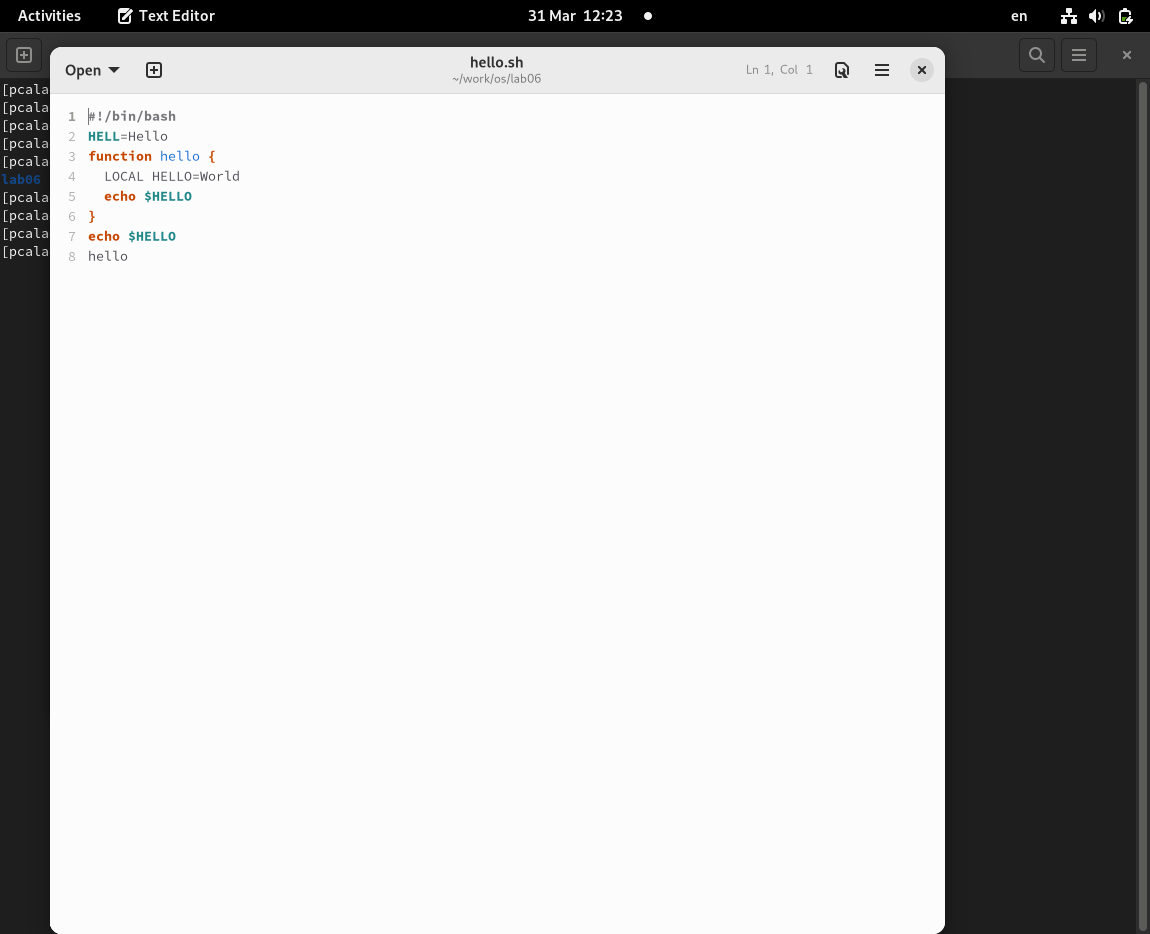 Activities Text Editor 31 Mar 12:23 en
Open hello.sh Ln 1, Col 1
~/work/os/lab06
[pcala
[pcala
[pcala
[pcala
[pcala
lab06
[pcala
[pcala
[pcala
[pcala
1 #!/bin/bash
2 HELL=Hello
3 function hello {
4 LOCAL HELLO=World
5 echo $HELLO
6 }
7 echo $HELLO
8 hello